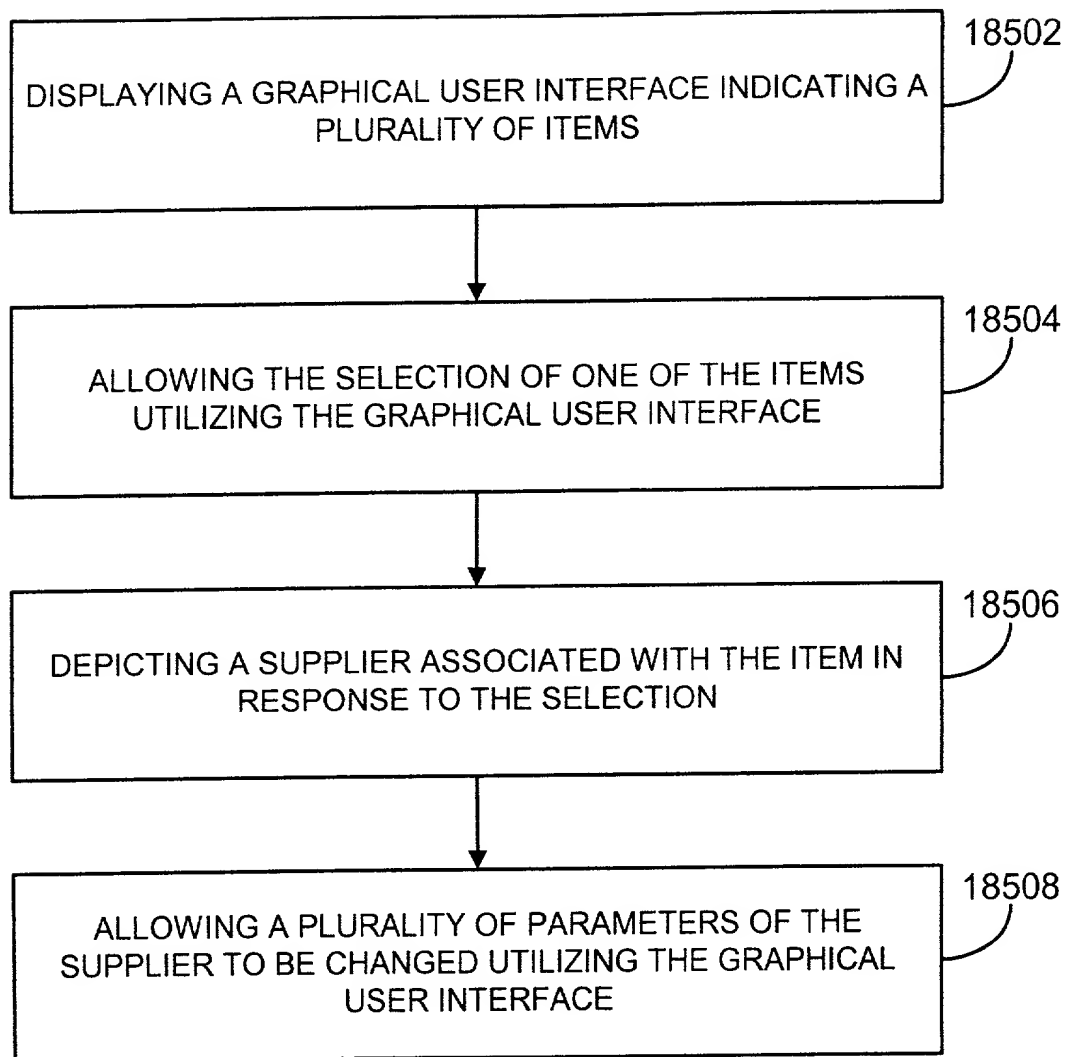 18502
DISPLAYING A GRAPHICAL USER INTERFACE INDICATING A
PLURALITY OF ITEMS
18504
ALLOWING THE SELECTION OF ONE OF THE ITEMS
UTILIZING THE GRAPHICAL USER INTERFACE
18506
DEPICTING A SUPPLIER ASSOCIATED WITH THE ITEM IN
RESPONSE TO THE SELECTION
18508
ALLOWING A PLURALITY OF PARAMETERS OF THE
SUPPLIER TO BE CHANGED UTILIZING THE GRAPHICAL
USER INTERFACE